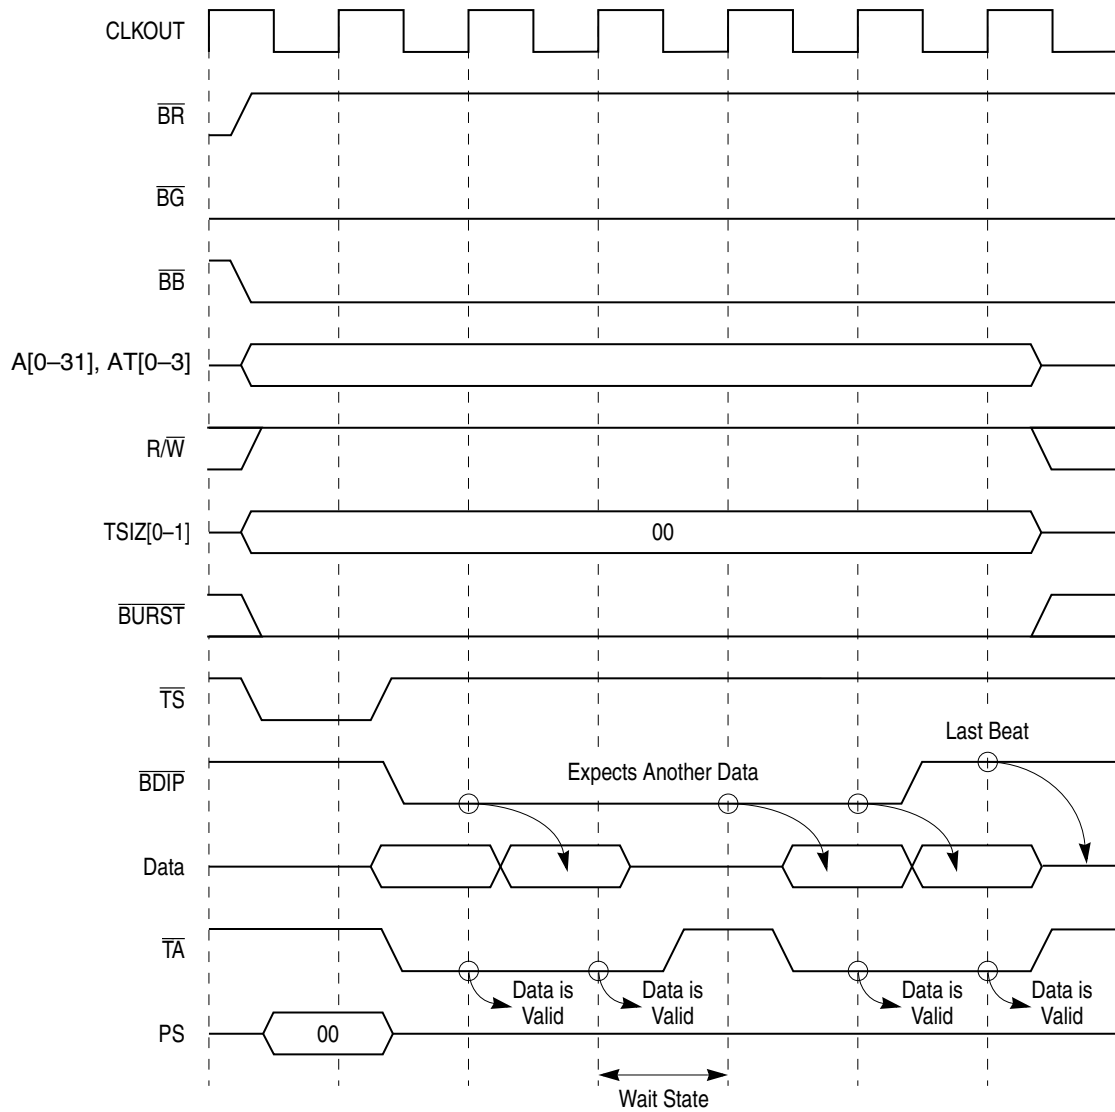 CLKOUT
BR
BG
BB
A[0–31], AT[0–3]
R/W
TSIZ[0–1]
00
BURST
TS
Last Beat
BDIP
Expects Another Data
Data
TA
Data is
Valid
Data is
Valid
Data is
Valid
Data is
Valid
PS
00
Wait State